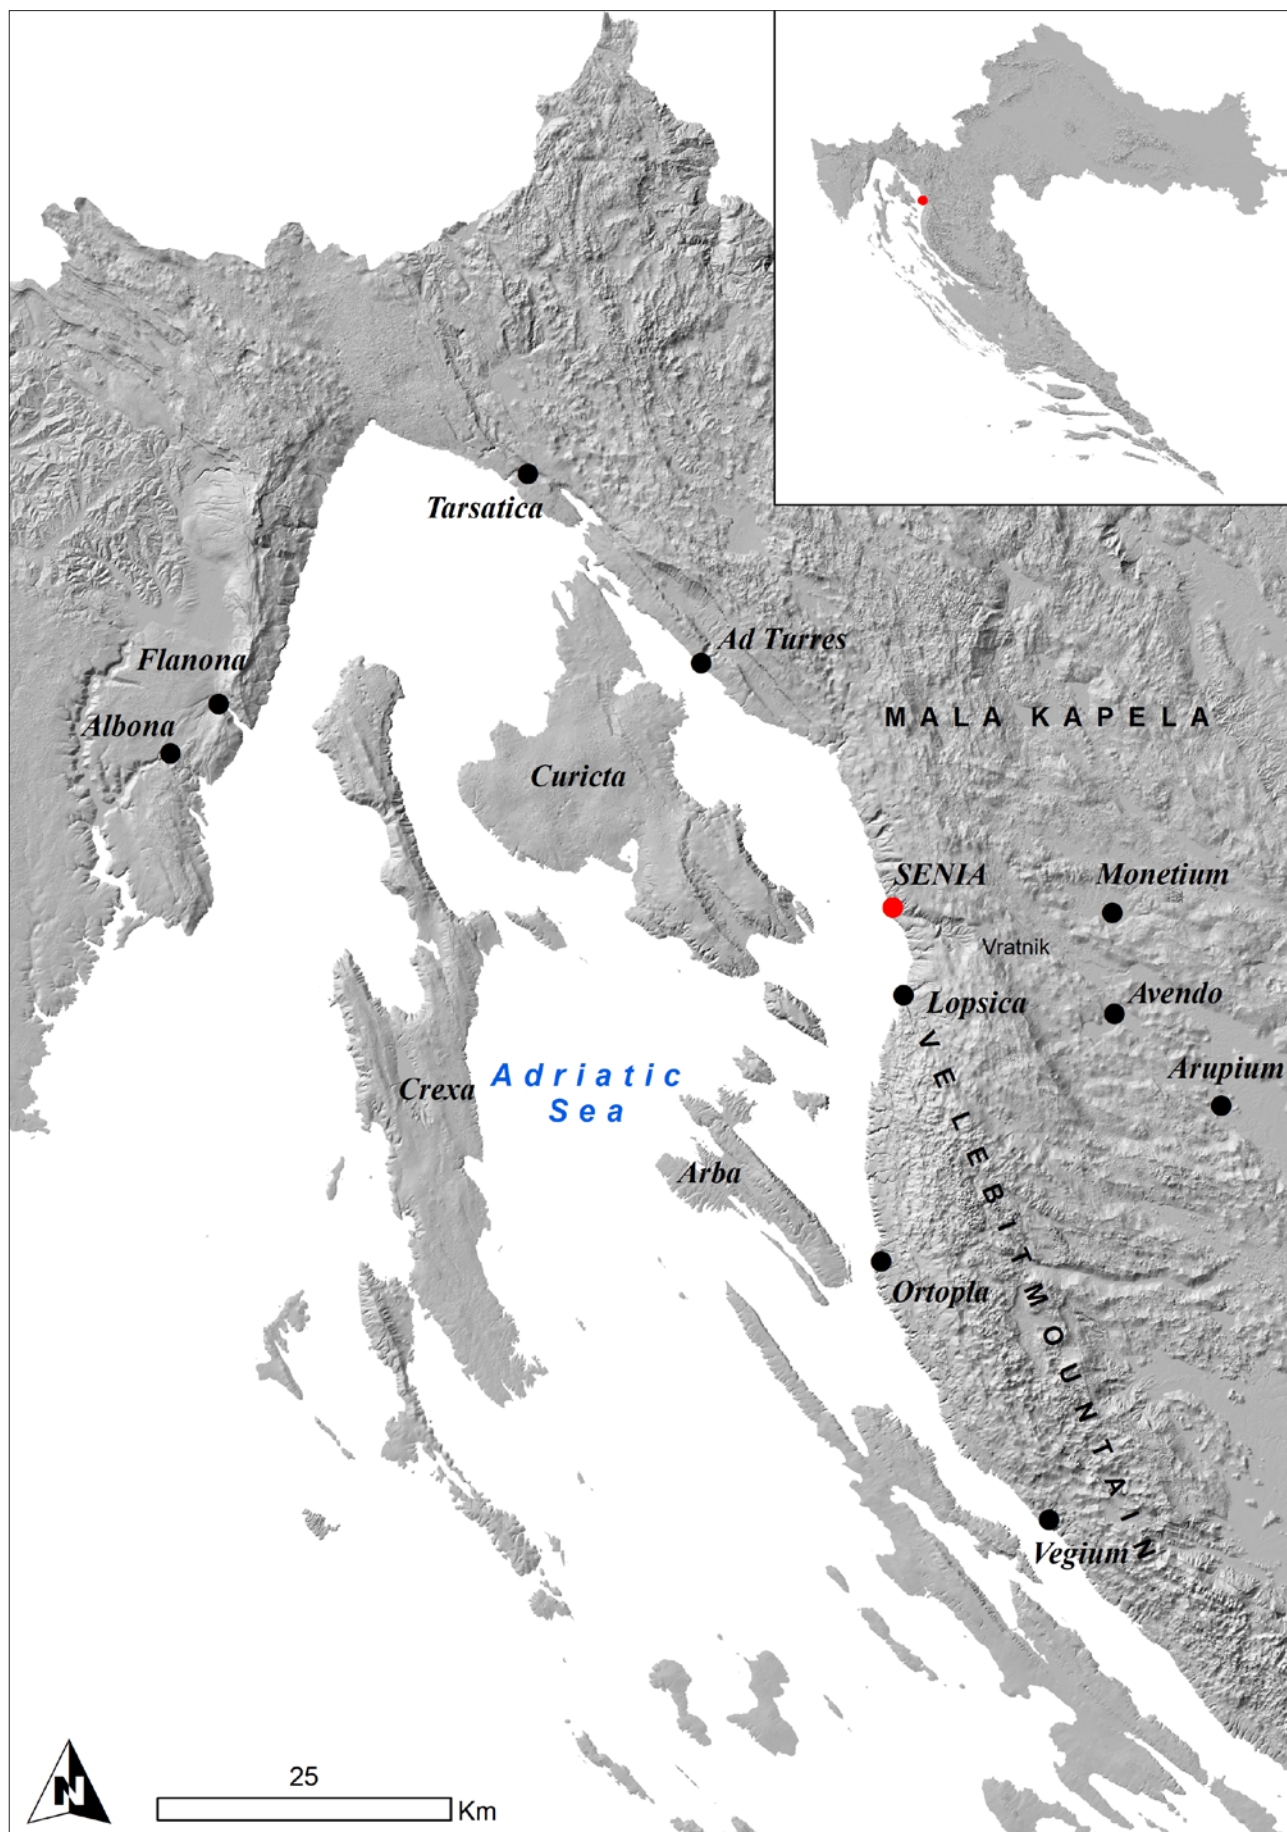 Tarsatica
Ad Turres
Flanona
MALA KAPELA
Albona
Curicta
SENIA
Monetium
Vratnik
Avendo
Lopsica
Arupium
Adriatic
Sea
Crexa
Arba
VELEBIT MOUNTAIN
Ortopla
Vegium
N
25
Km